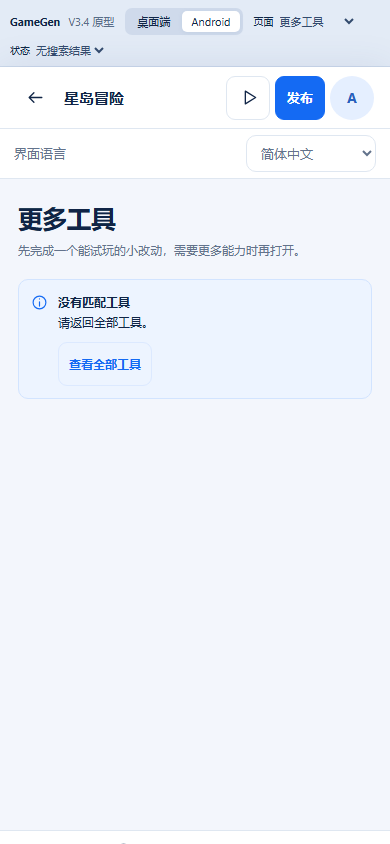 GameGen V3.4 原型 桌面端 Android 页面 更多工具
状态 无搜索结果
星岛冒险 发布 A
界面语言 简体中文
更多工具
先完成一个能试玩的小改动，需要更多能力时再打开。
没有匹配工具
请返回全部工具。
查看全部工具